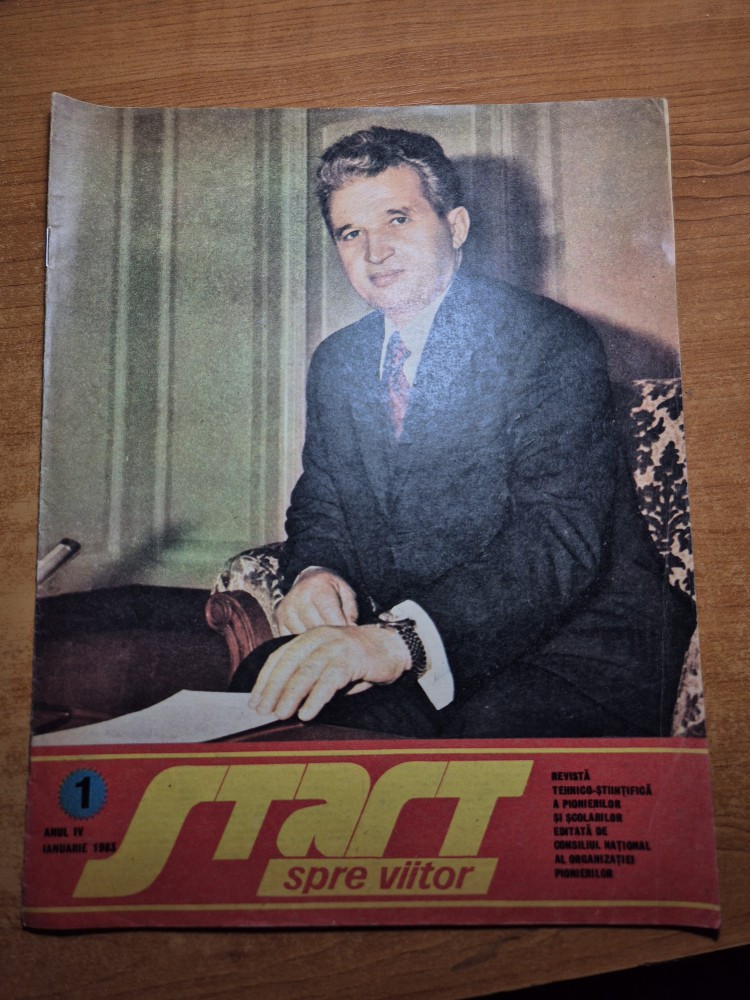 1
ANUL IV
IANUARIE 1983
START
spre viitor
REVISTĂ
TEHNICO-ȘTIINȚIFICĂ
A PIONIERILOR
ȘI ȘCOLARILOR
EDITATĂ DE
CONSILIUL NAȚIONAL
AL ORGANIZAȚIEI
PIONIERILOR